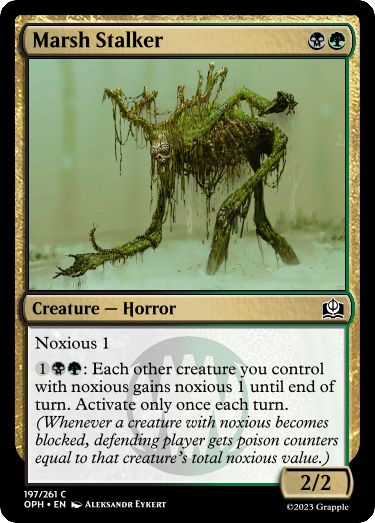 Marsh Stalker
Creature — Horror
Noxious 1
1: Each other creature you control
with noxious gains noxious 1 until end of
turn. Activate only once each turn.
(Whenever a creature with noxious becomes
blocked, defending player gets poison counters
equal to that creature's total noxious value.)
2/2
197/261 C
OPH • EN Aleksandr Eykert
©2023 Grapple